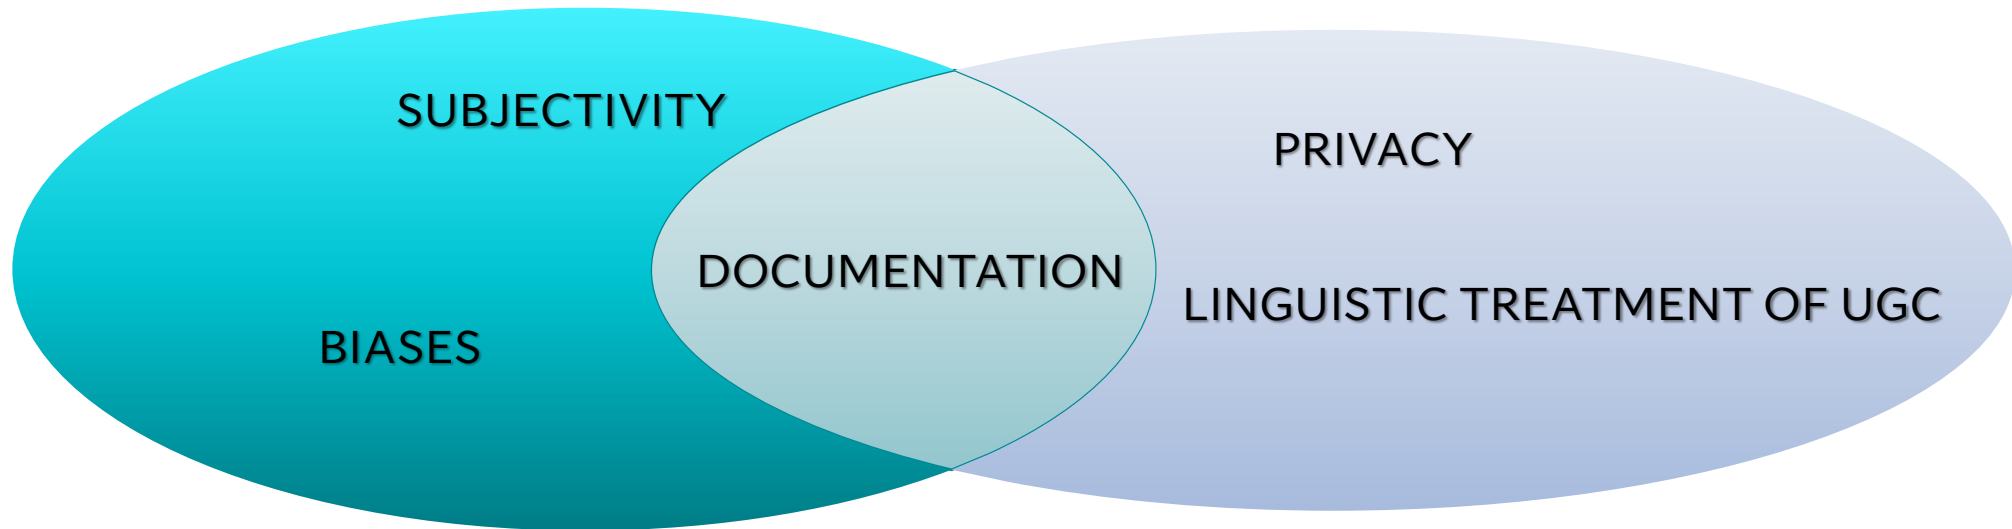 SUBJECTIVITY
PRIVACY
DOCUMENTATION
LINGUISTIC TREATMENT OF UGC
BIASES